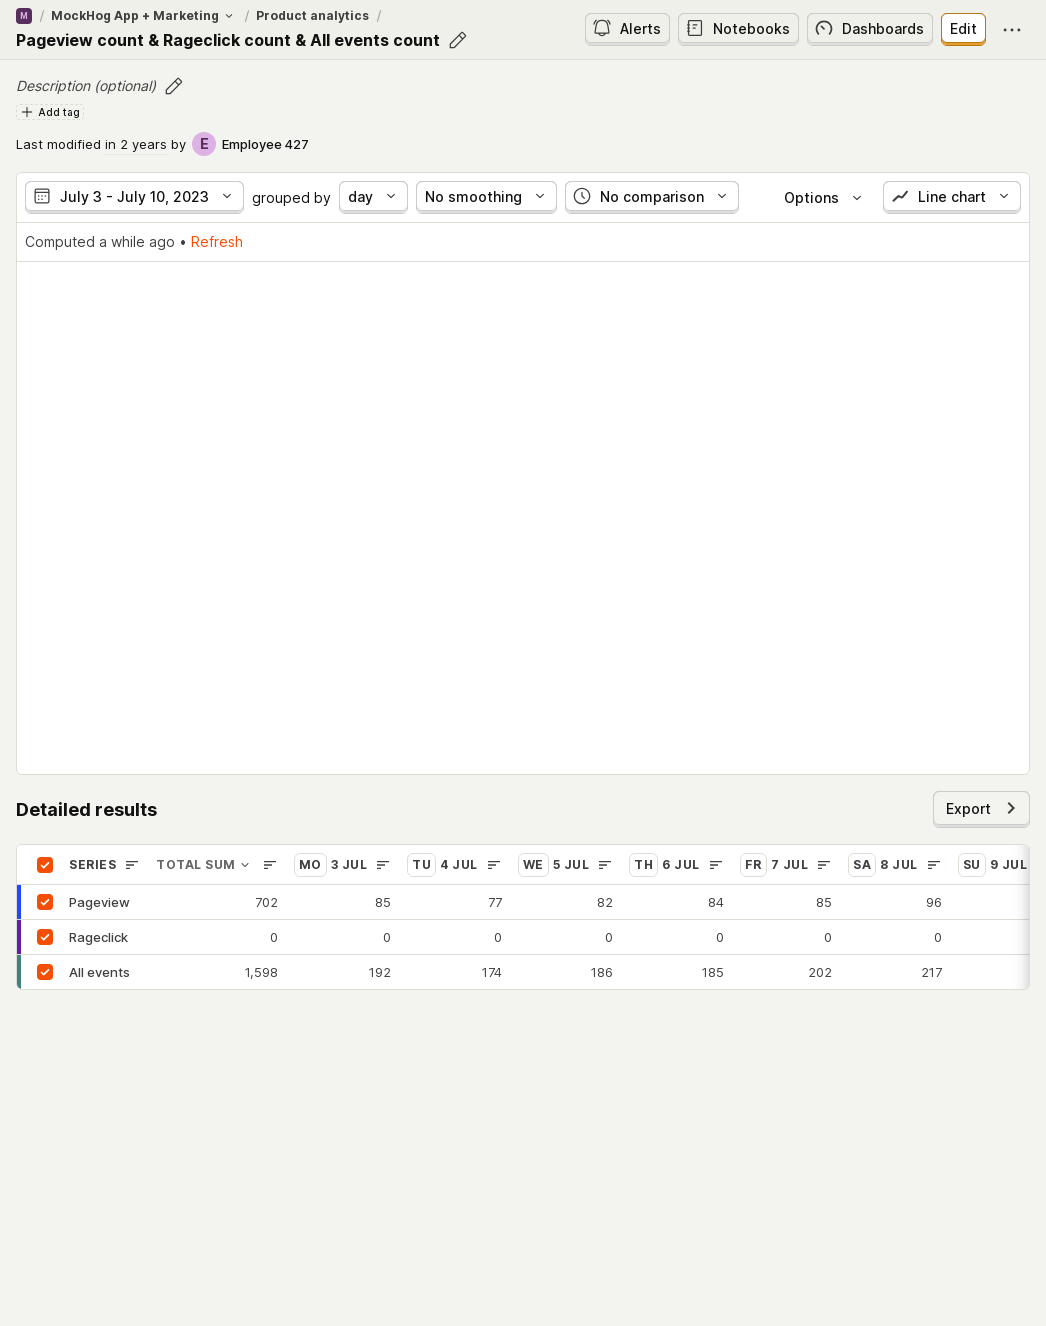 M / MockHog App + Marketing / Product analytics /
Pageview count & Rageclick count & All events count
Alerts Notebooks Dashboards Edit
Description (optional)
Add tag
Last modified in 2 years by E Employee 427
July 3 - July 10, 2023 grouped by day No smoothing No comparison Options Line chart
Computed a while ago • Refresh
Detailed results
Export
SERIES TOTAL SUM MO 3 JUL TU 4 JUL WE 5 JUL TH 6 JUL FR 7 JUL SA 8 JUL SU 9 JUL
Pageview 702 85 77 82 84 85 96
Rageclick 0 0 0 0 0 0 0
All events 1,598 192 174 186 185 202 217